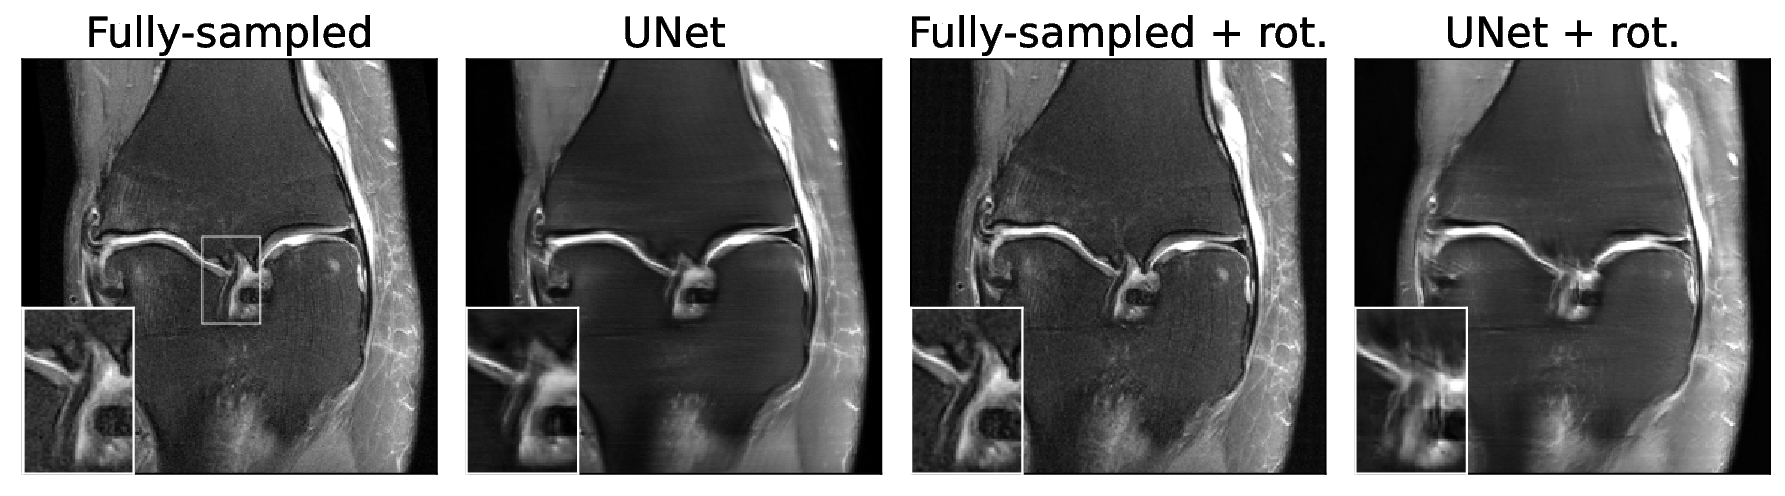 Fully-sampled
UNet
Fully-sampled + rot.
UNet + rot.